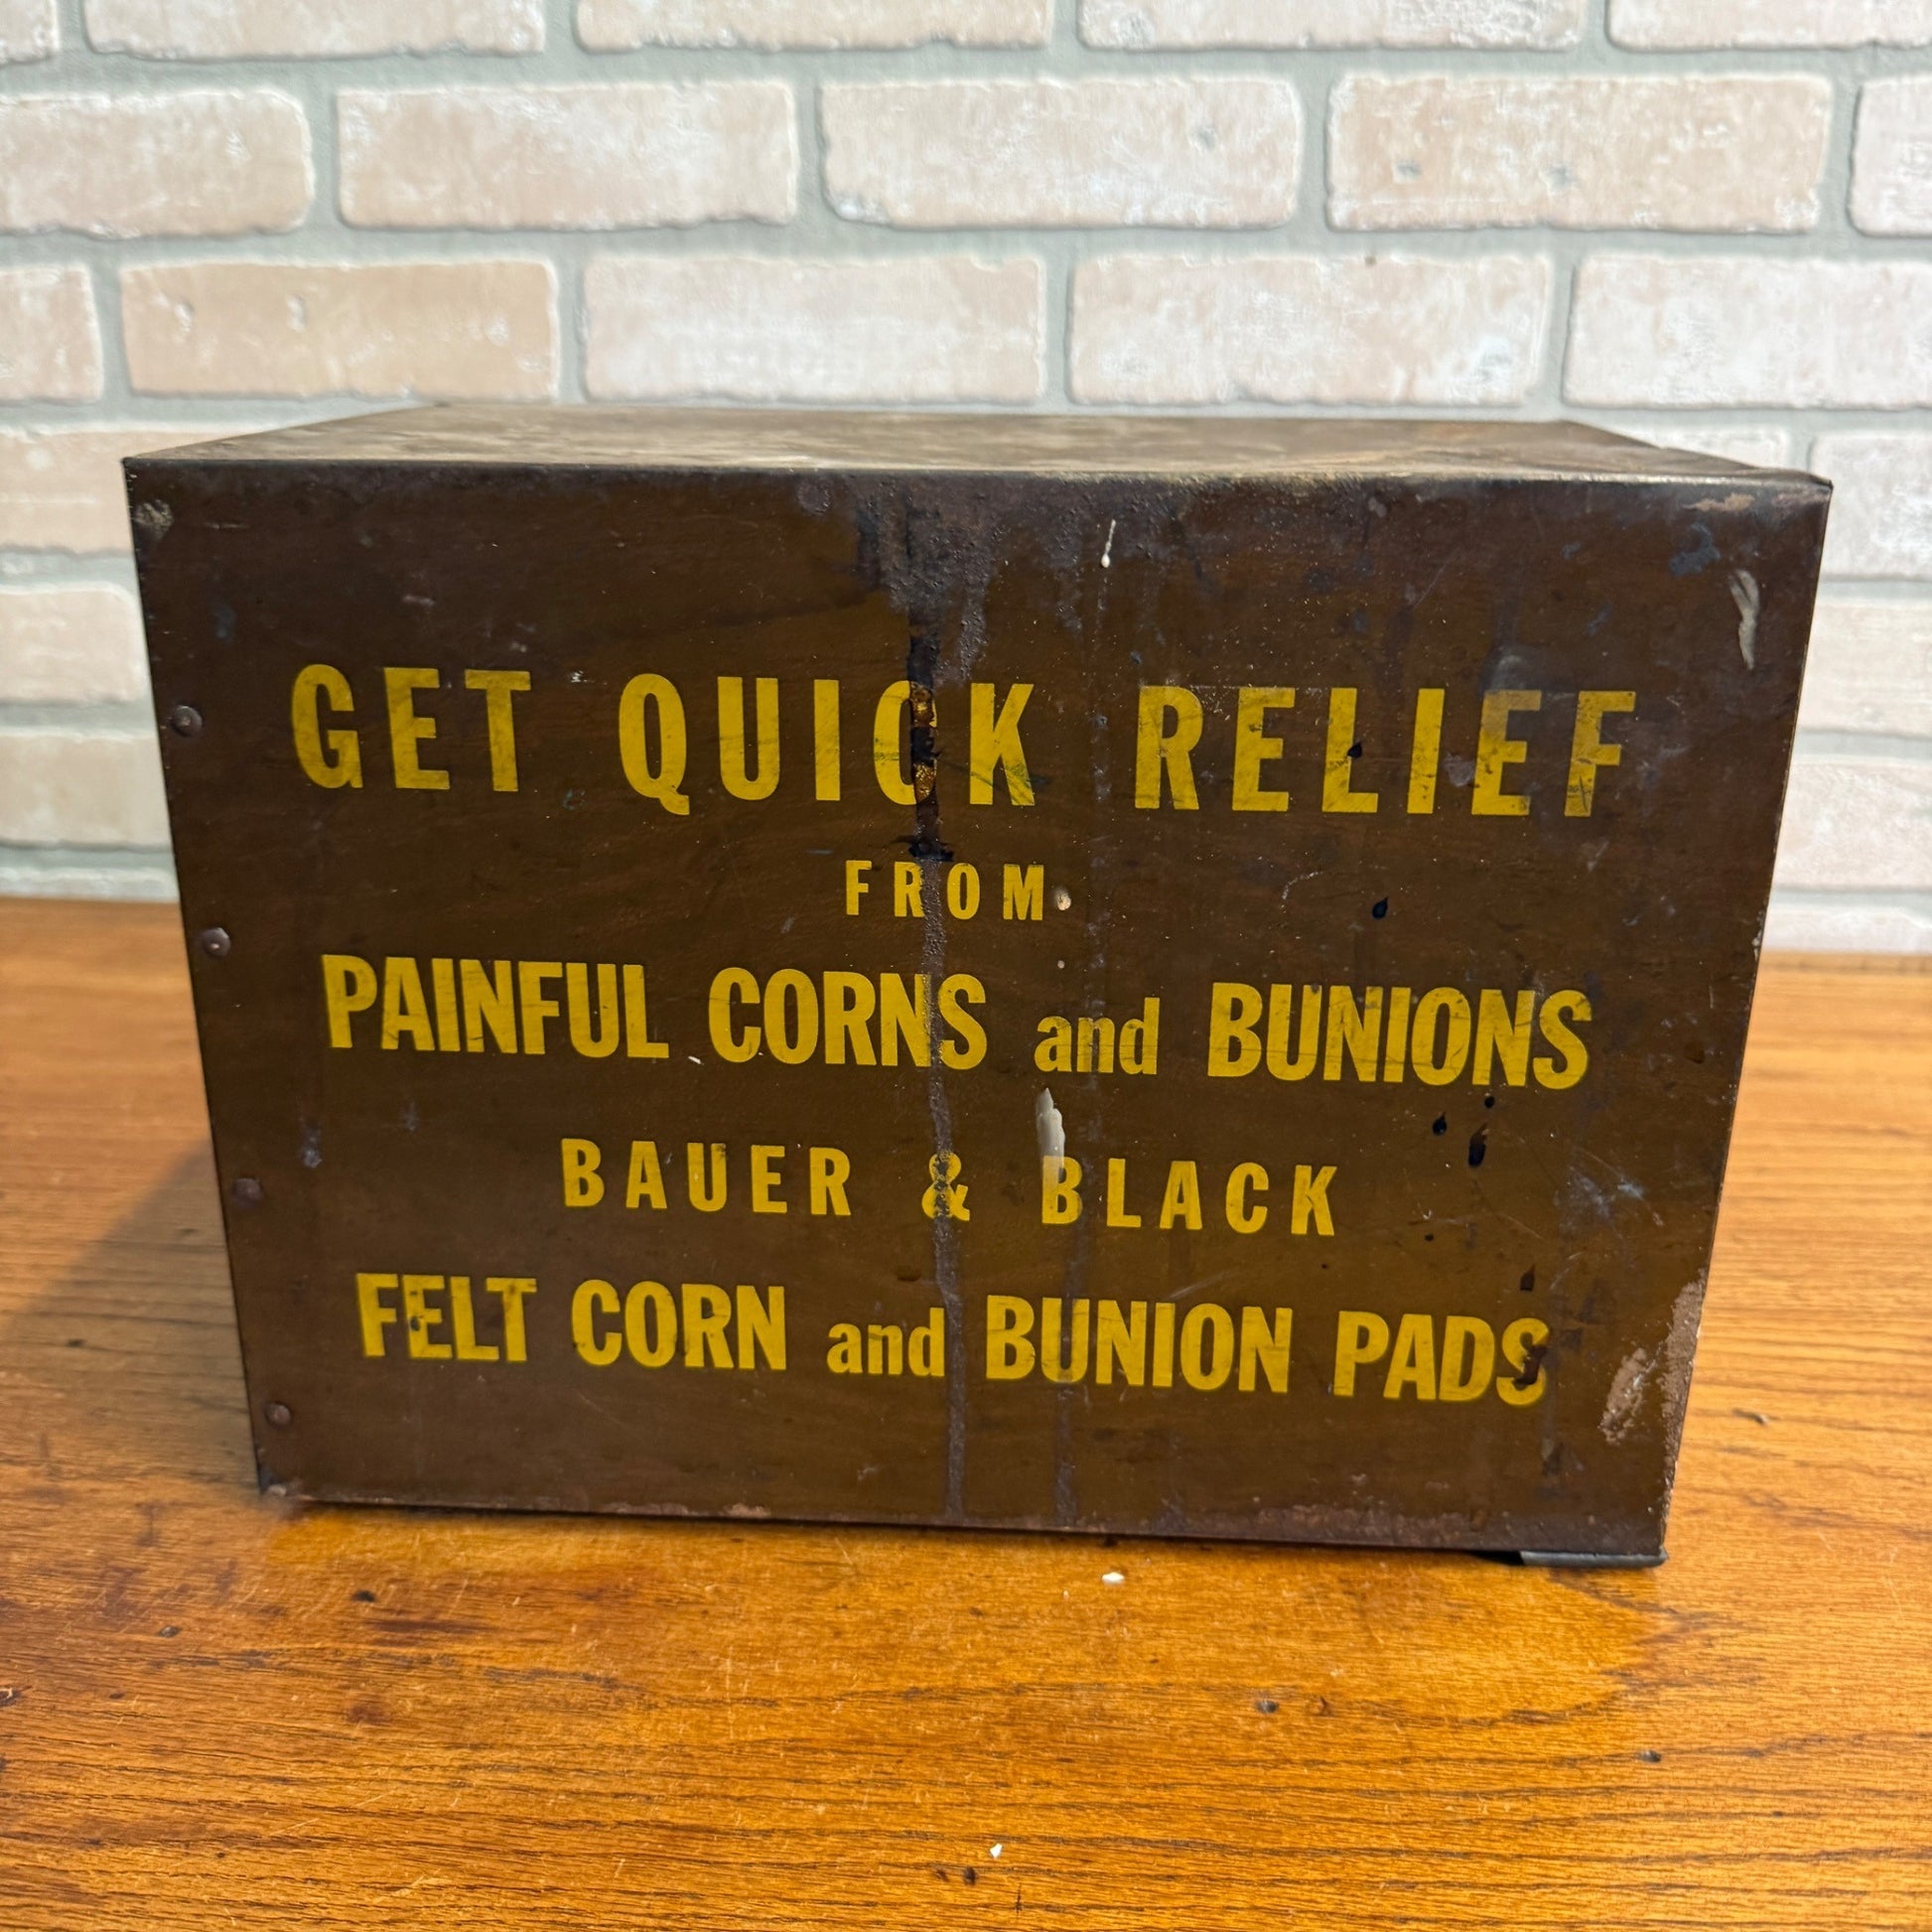 GET QUICK RELIEF
FROM
PAINFUL CORNS and BUNIONS
BAUER & BLACK
FELT CORN and BUNION PADS